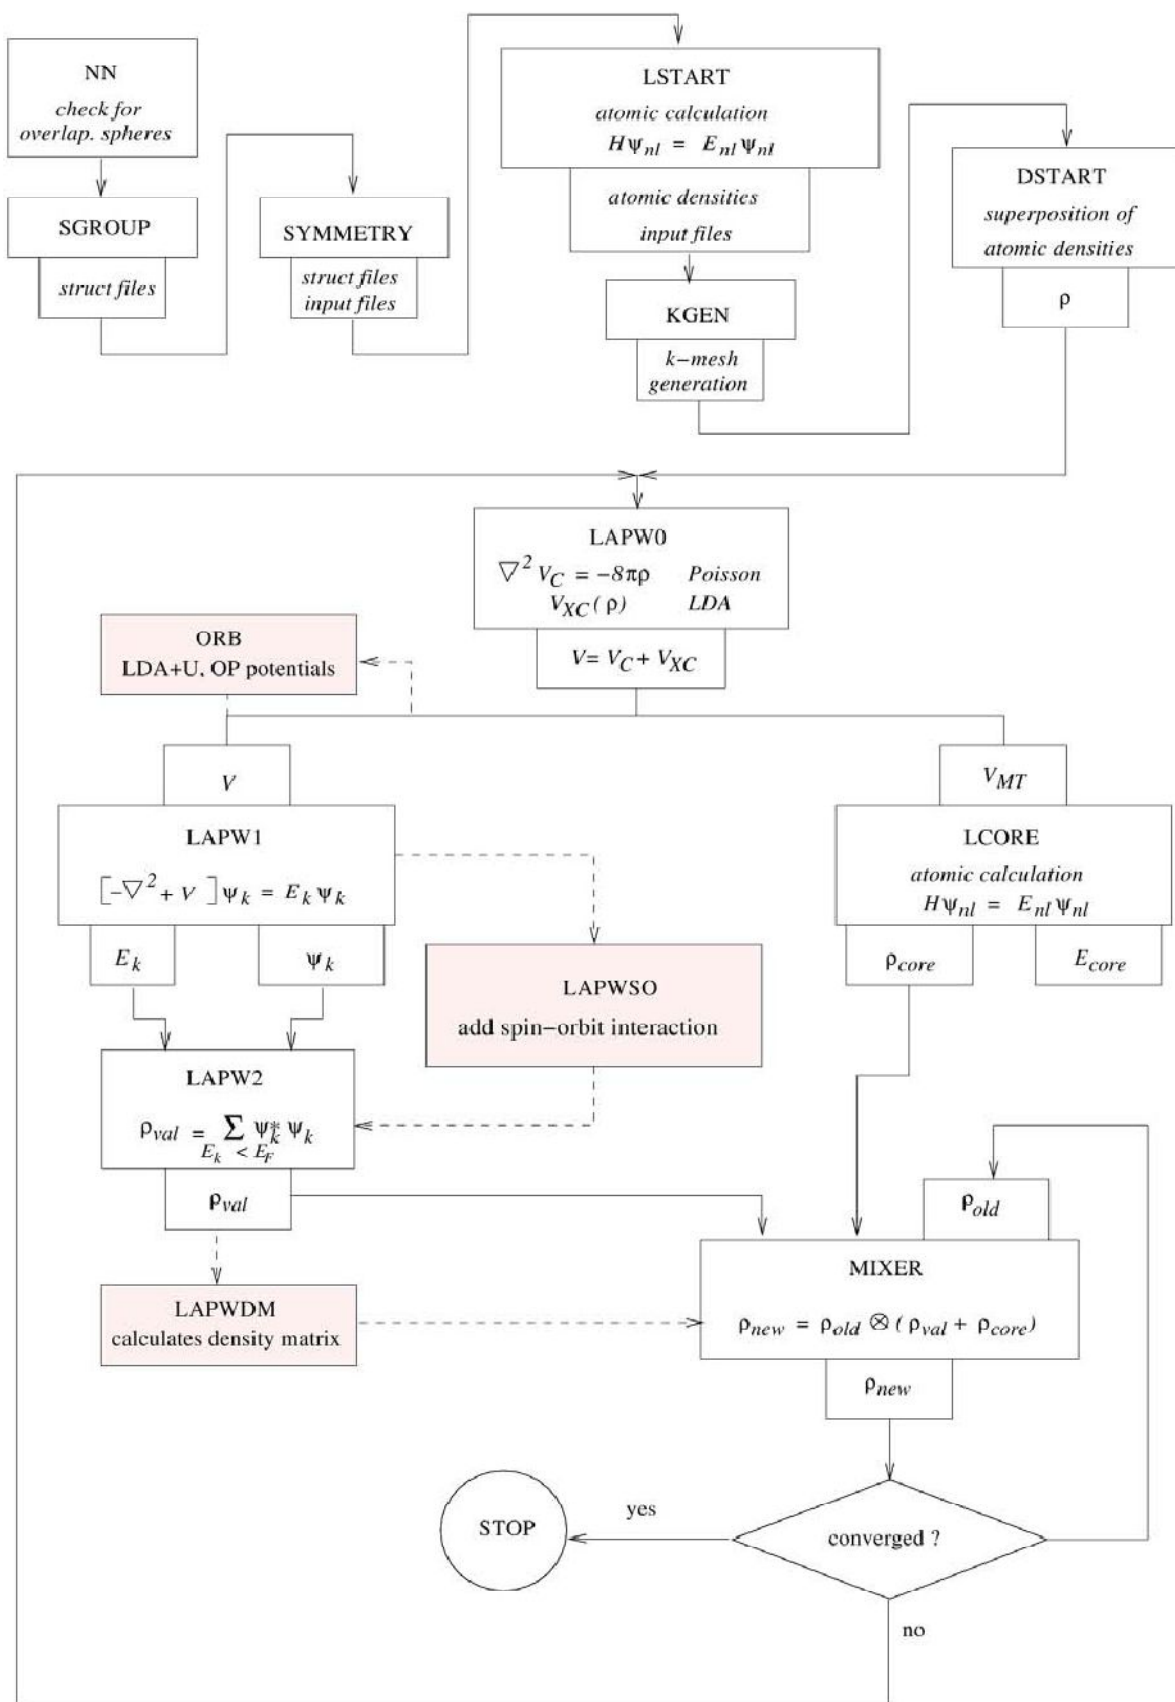 NN
check for
overlap. spheres
SGROUP
struct files
SYMMETRY
struct files
input files
LSTART
atomic calculation
Hψnl = Enl ψnl
atomic densities
input files
KGEN
k−mesh
generation
DSTART
superposition of
atomic densities
ρ
LAPW0
▽² VC = −8πρ Poisson
VXC(ρ) LDA
V = VC + VXC
ORB
LDA+U, OP potentials
V
LAPW1
[−▽² + V ] ψk = Ek ψk
Ek
ψk
VMT
LCORE
atomic calculation
Hψnl = Enl ψnl
ρcore
Ecore
LAPWSO
add spin−orbit interaction
LAPW2
ρval = Σ ψk* ψk
Ek < EF
ρval
LAPWDM
calculates density matrix
ρold
MIXER
ρnew = ρold ⊗ ( ρval + ρcore)
ρnew
STOP
yes
converged ?
no